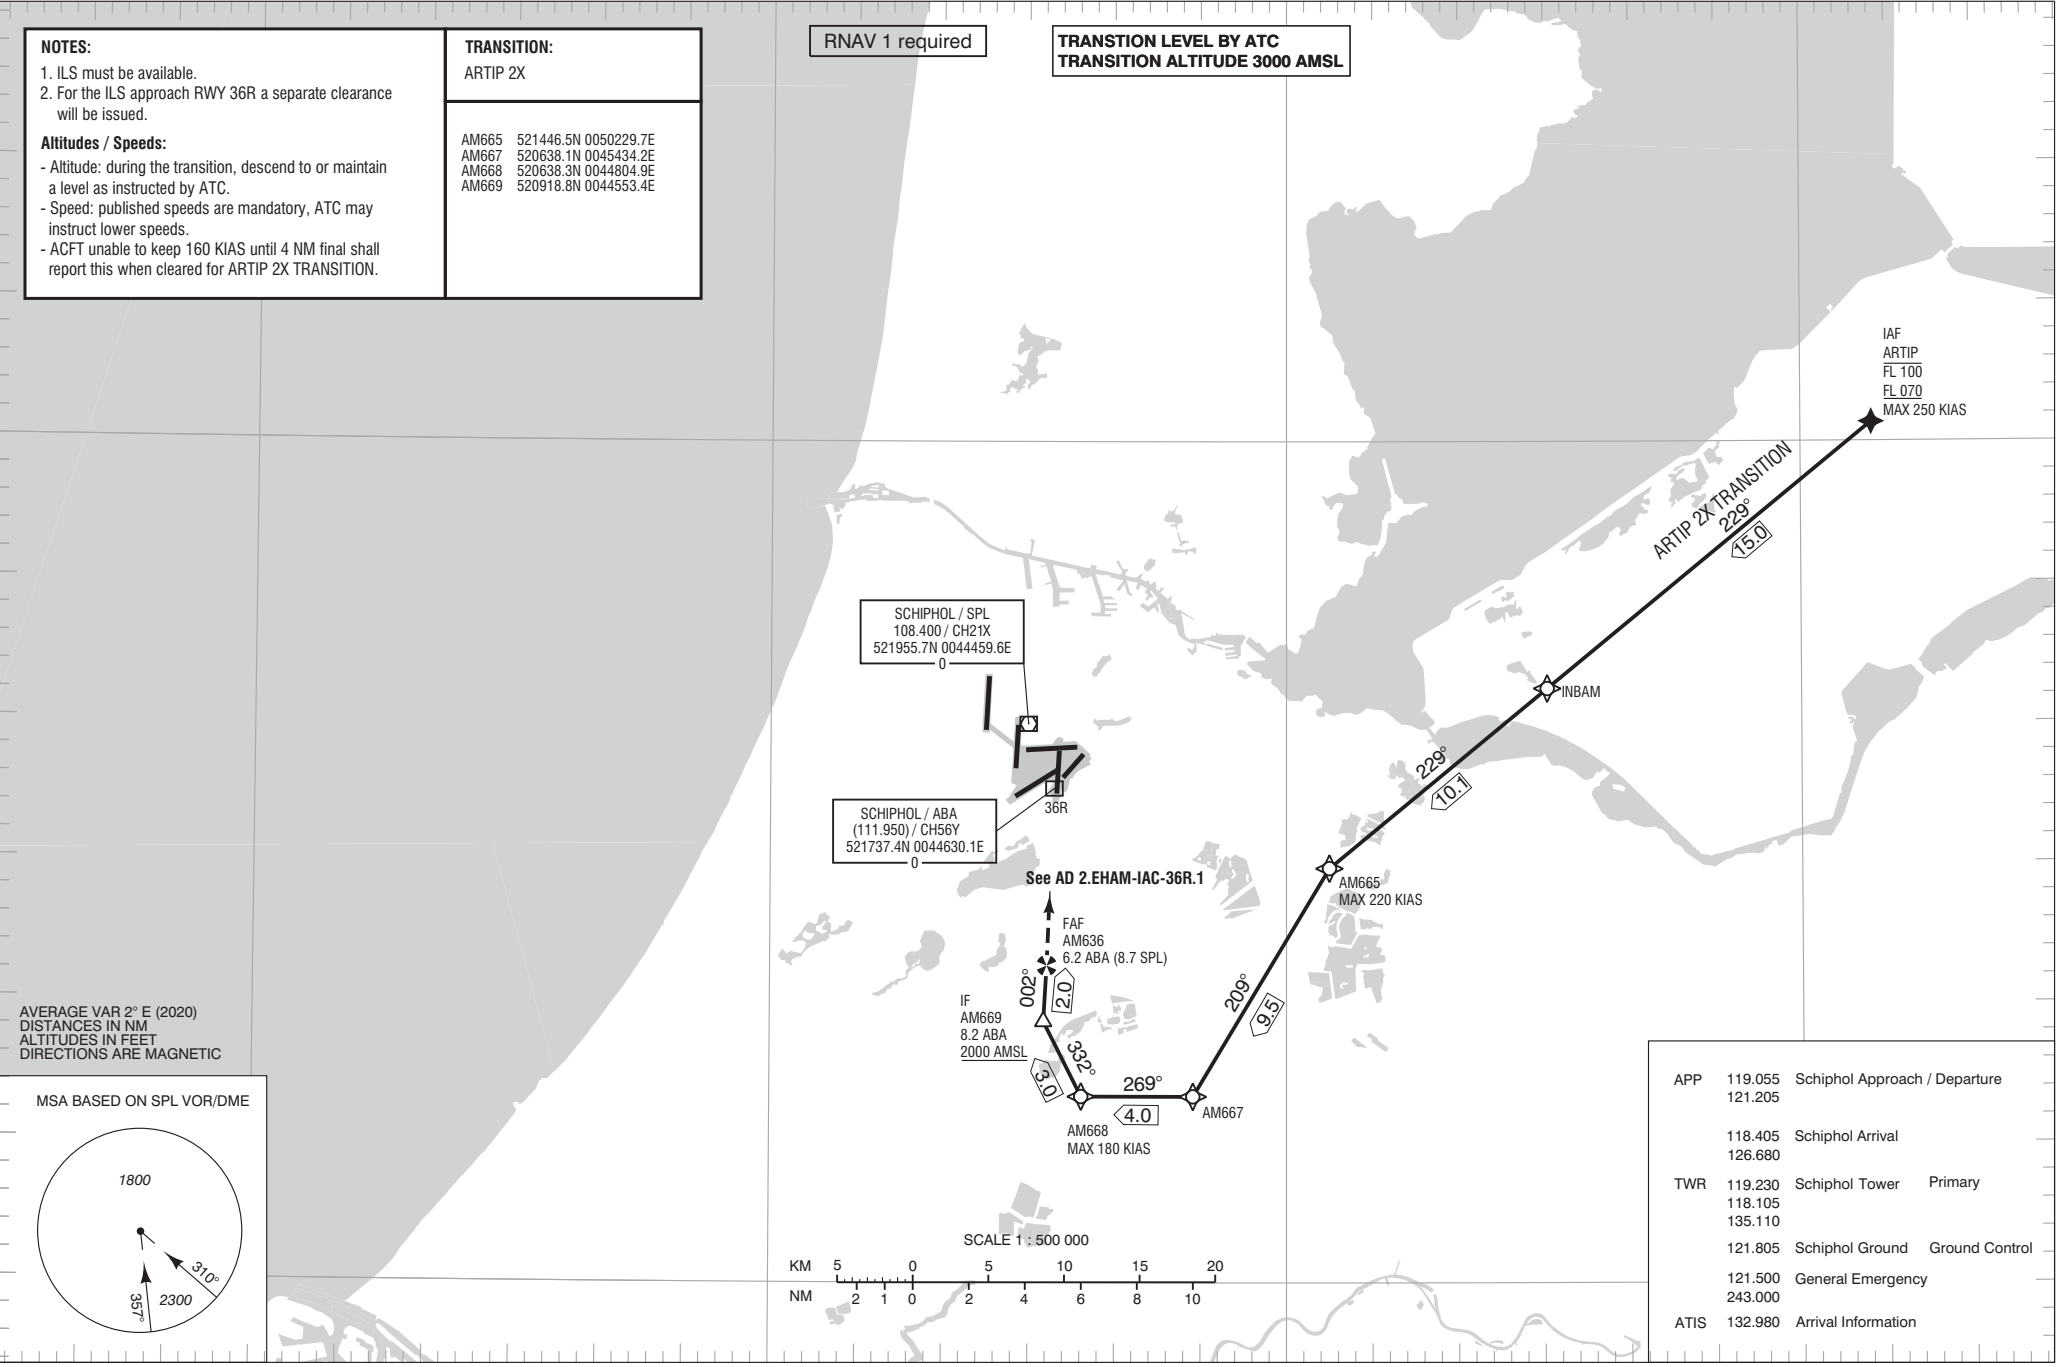 NOTES:
1. ILS must be available.
2. For the ILS approach RWY 36R a separate clearance
will be issued.
Altitudes / Speeds:
- Altitude: during the transition, descend to or maintain
a level as instructed by ATC.
- Speed: published speeds are mandatory, ATC may
instruct lower speeds.
- ACFT unable to keep 160 KIAS until 4 NM final shall
report this when cleared for ARTIP 2X TRANSITION.
TRANSITION:
ARTIP 2X
AM665 521446.5N 0050229.7E
AM667 520638.1N 0045434.2E
AM668 520638.3N 0044804.9E
AM669 520918.8N 0044553.4E
RNAV 1 required
TRANSTION LEVEL BY ATC
TRANSITION ALTITUDE 3000 AMSL
IAF
ARTIP
FL 100
FL 070
MAX 250 KIAS
ARTIP 2X TRANSITION
229°
15.0
INBAM
229°
10.1
AM665
MAX 220 KIAS
209°
9.5
AM667
269°
4.0
AM668
MAX 180 KIAS
332°
3.0
IF
AM669
8.2 ABA
2000 AMSL
002°
2.0
FAF
AM636
6.2 ABA (8.7 SPL)
See AD 2.EHAM-IAC-36R.1
SCHIPHOL / SPL
108.400 / CH21X
521955.7N 0044459.6E
0
36R
SCHIPHOL / ABA
(111.950) / CH56Y
521737.4N 0044630.1E
0
AVERAGE VAR 2° E (2020)
DISTANCES IN NM
ALTITUDES IN FEET
DIRECTIONS ARE MAGNETIC
MSA BASED ON SPL VOR/DME
1800
310°
2300
357°
SCALE 1 : 500 000
KM 5 0 5 10 15 20
NM 2 1 0 2 4 6 8 10
APP 119.055 Schiphol Approach / Departure
121.205
118.405 Schiphol Arrival
126.680
TWR 119.230 Schiphol Tower Primary
118.105
135.110
121.805 Schiphol Ground Ground Control
121.500 General Emergency
243.000
ATIS 132.980 Arrival Information